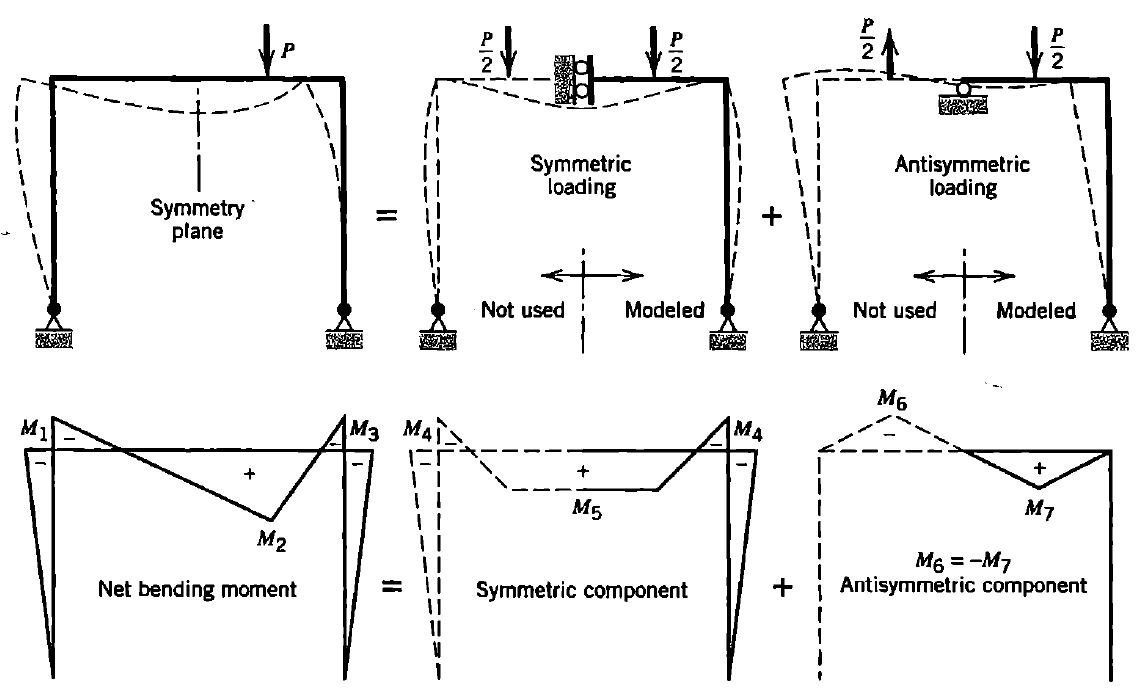 P
P/2
P/2
P/2
P/2
Symmetry
plane
=
Symmetric
loading
+
Antisymmetric
loading
Not used
Modeled
Not used
Modeled
M1
−
−
+
M2
M3
−
−
M4
−
−
+
M5
M4
−
−
M6
−
+
M7
Net bending moment
=
Symmetric component
+
M6 = −M7
Antisymmetric component